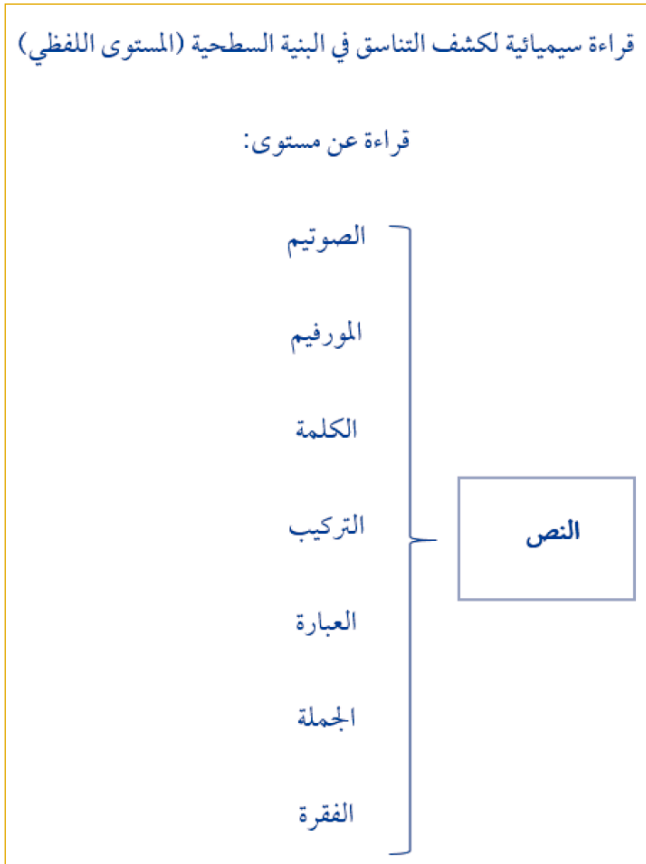 قراءة سيميائية لكشف التناسق في البنية السطحية (المستوى اللفظي)
قراءة عن مستوى:
النص
الصوتيم
المورفيم
الكلمة
التركيب
العبارة
الجملة
الفقرة